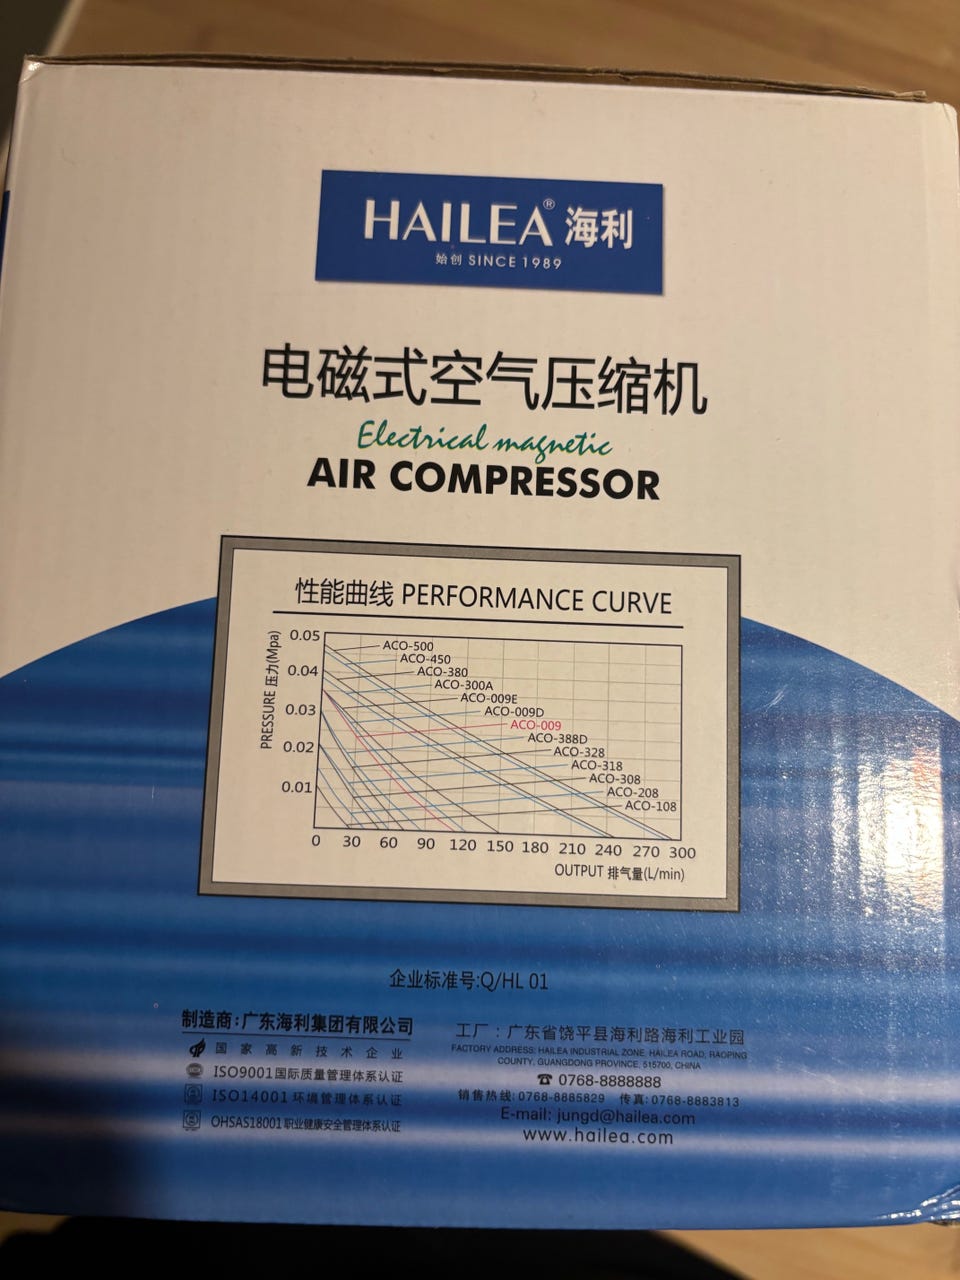 HAILEA® 海利
始创 SINCE 1989
电磁式空气压缩机
Electrical magnetic
AIR COMPRESSOR
性能曲线 PERFORMANCE CURVE
PRESSURE 压力(Mpa)
0.05
0.04
0.03
0.02
0.01
ACO-500
ACO-450
ACO-380
ACO-300A
ACO-009E
ACO-009D
ACO-009
ACO-388D
ACO-328
ACO-318
ACO-308
ACO-208
ACO-108
0 30 60 90 120 150 180 210 240 270 300
OUTPUT 排气量(L/min)
企业标准号:Q/HL 01
制造商:广东海利集团有限公司
国家高新技术企业
ISO9001国际质量管理体系认证
ISO14001环境管理体系认证
OHSAS18001职业健康安全管理体系认证
工厂:广东省饶平县海利路海利工业园
FACTORY ADDRESS: HAILEA INDUSTRIAL ZONE, HAILEA ROAD, RAOPING
COUNTY, GUANGDONG PROVINCE, 515700, CHINA
☎ 0768-8888888
销售热线:0768-8885829 传真:0768-8883813
E-mail: jungd@hailea.com
www.hailea.com